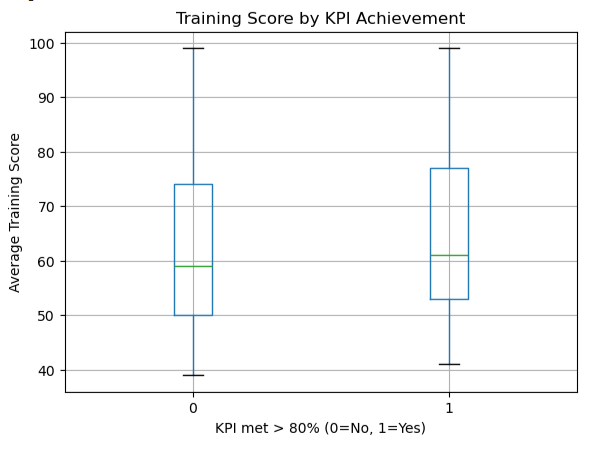 Training Score by KPI Achievement
100
90
80
70
60
50
40
Average Training Score
0 1
KPI met > 80% (0=No, 1=Yes)